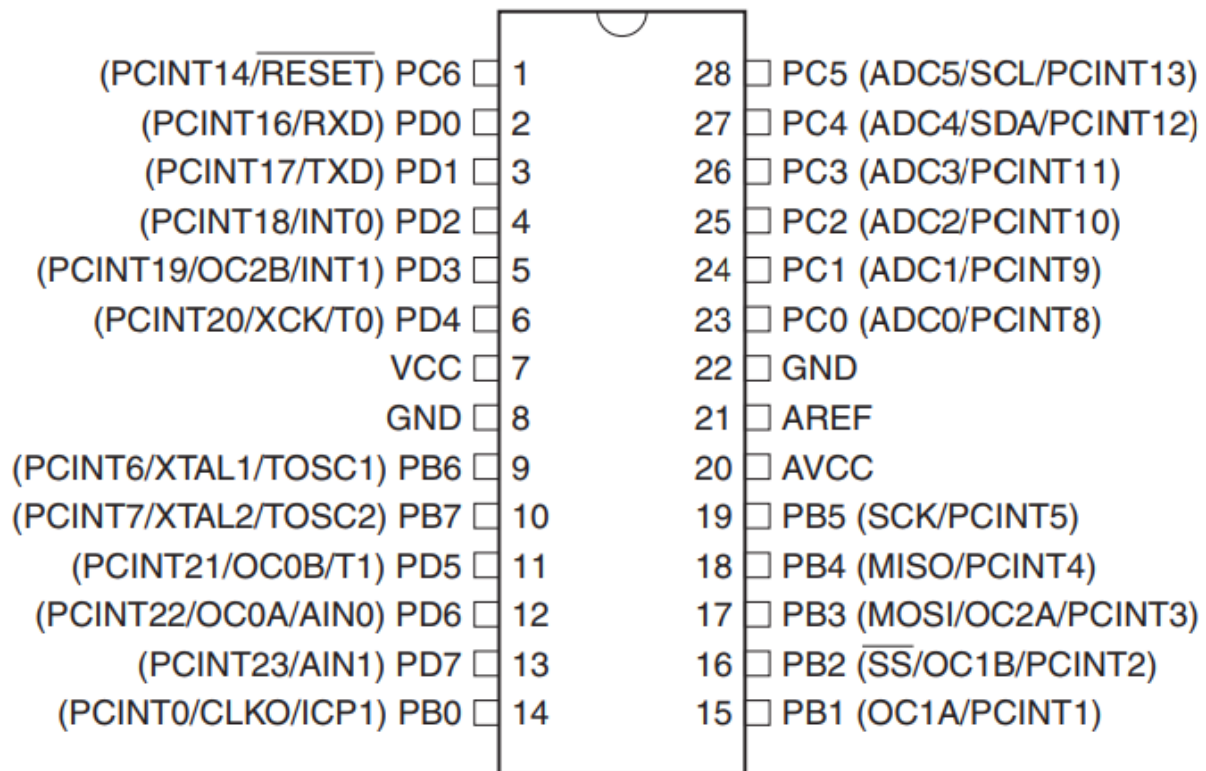 (PCINT14/RESET) PC6 1 28 PC5 (ADC5/SCL/PCINT13)
(PCINT16/RXD) PD0 2 27 PC4 (ADC4/SDA/PCINT12)
(PCINT17/TXD) PD1 3 26 PC3 (ADC3/PCINT11)
(PCINT18/INT0) PD2 4 25 PC2 (ADC2/PCINT10)
(PCINT19/OC2B/INT1) PD3 5 24 PC1 (ADC1/PCINT9)
(PCINT20/XCK/T0) PD4 6 23 PC0 (ADC0/PCINT8)
VCC 7 22 GND
GND 8 21 AREF
(PCINT6/XTAL1/TOSC1) PB6 9 20 AVCC
(PCINT7/XTAL2/TOSC2) PB7 10 19 PB5 (SCK/PCINT5)
(PCINT21/OC0B/T1) PD5 11 18 PB4 (MISO/PCINT4)
(PCINT22/OC0A/AIN0) PD6 12 17 PB3 (MOSI/OC2A/PCINT3)
(PCINT23/AIN1) PD7 13 16 PB2 (SS/OC1B/PCINT2)
(PCINT0/CLKO/ICP1) PB0 14 15 PB1 (OC1A/PCINT1)